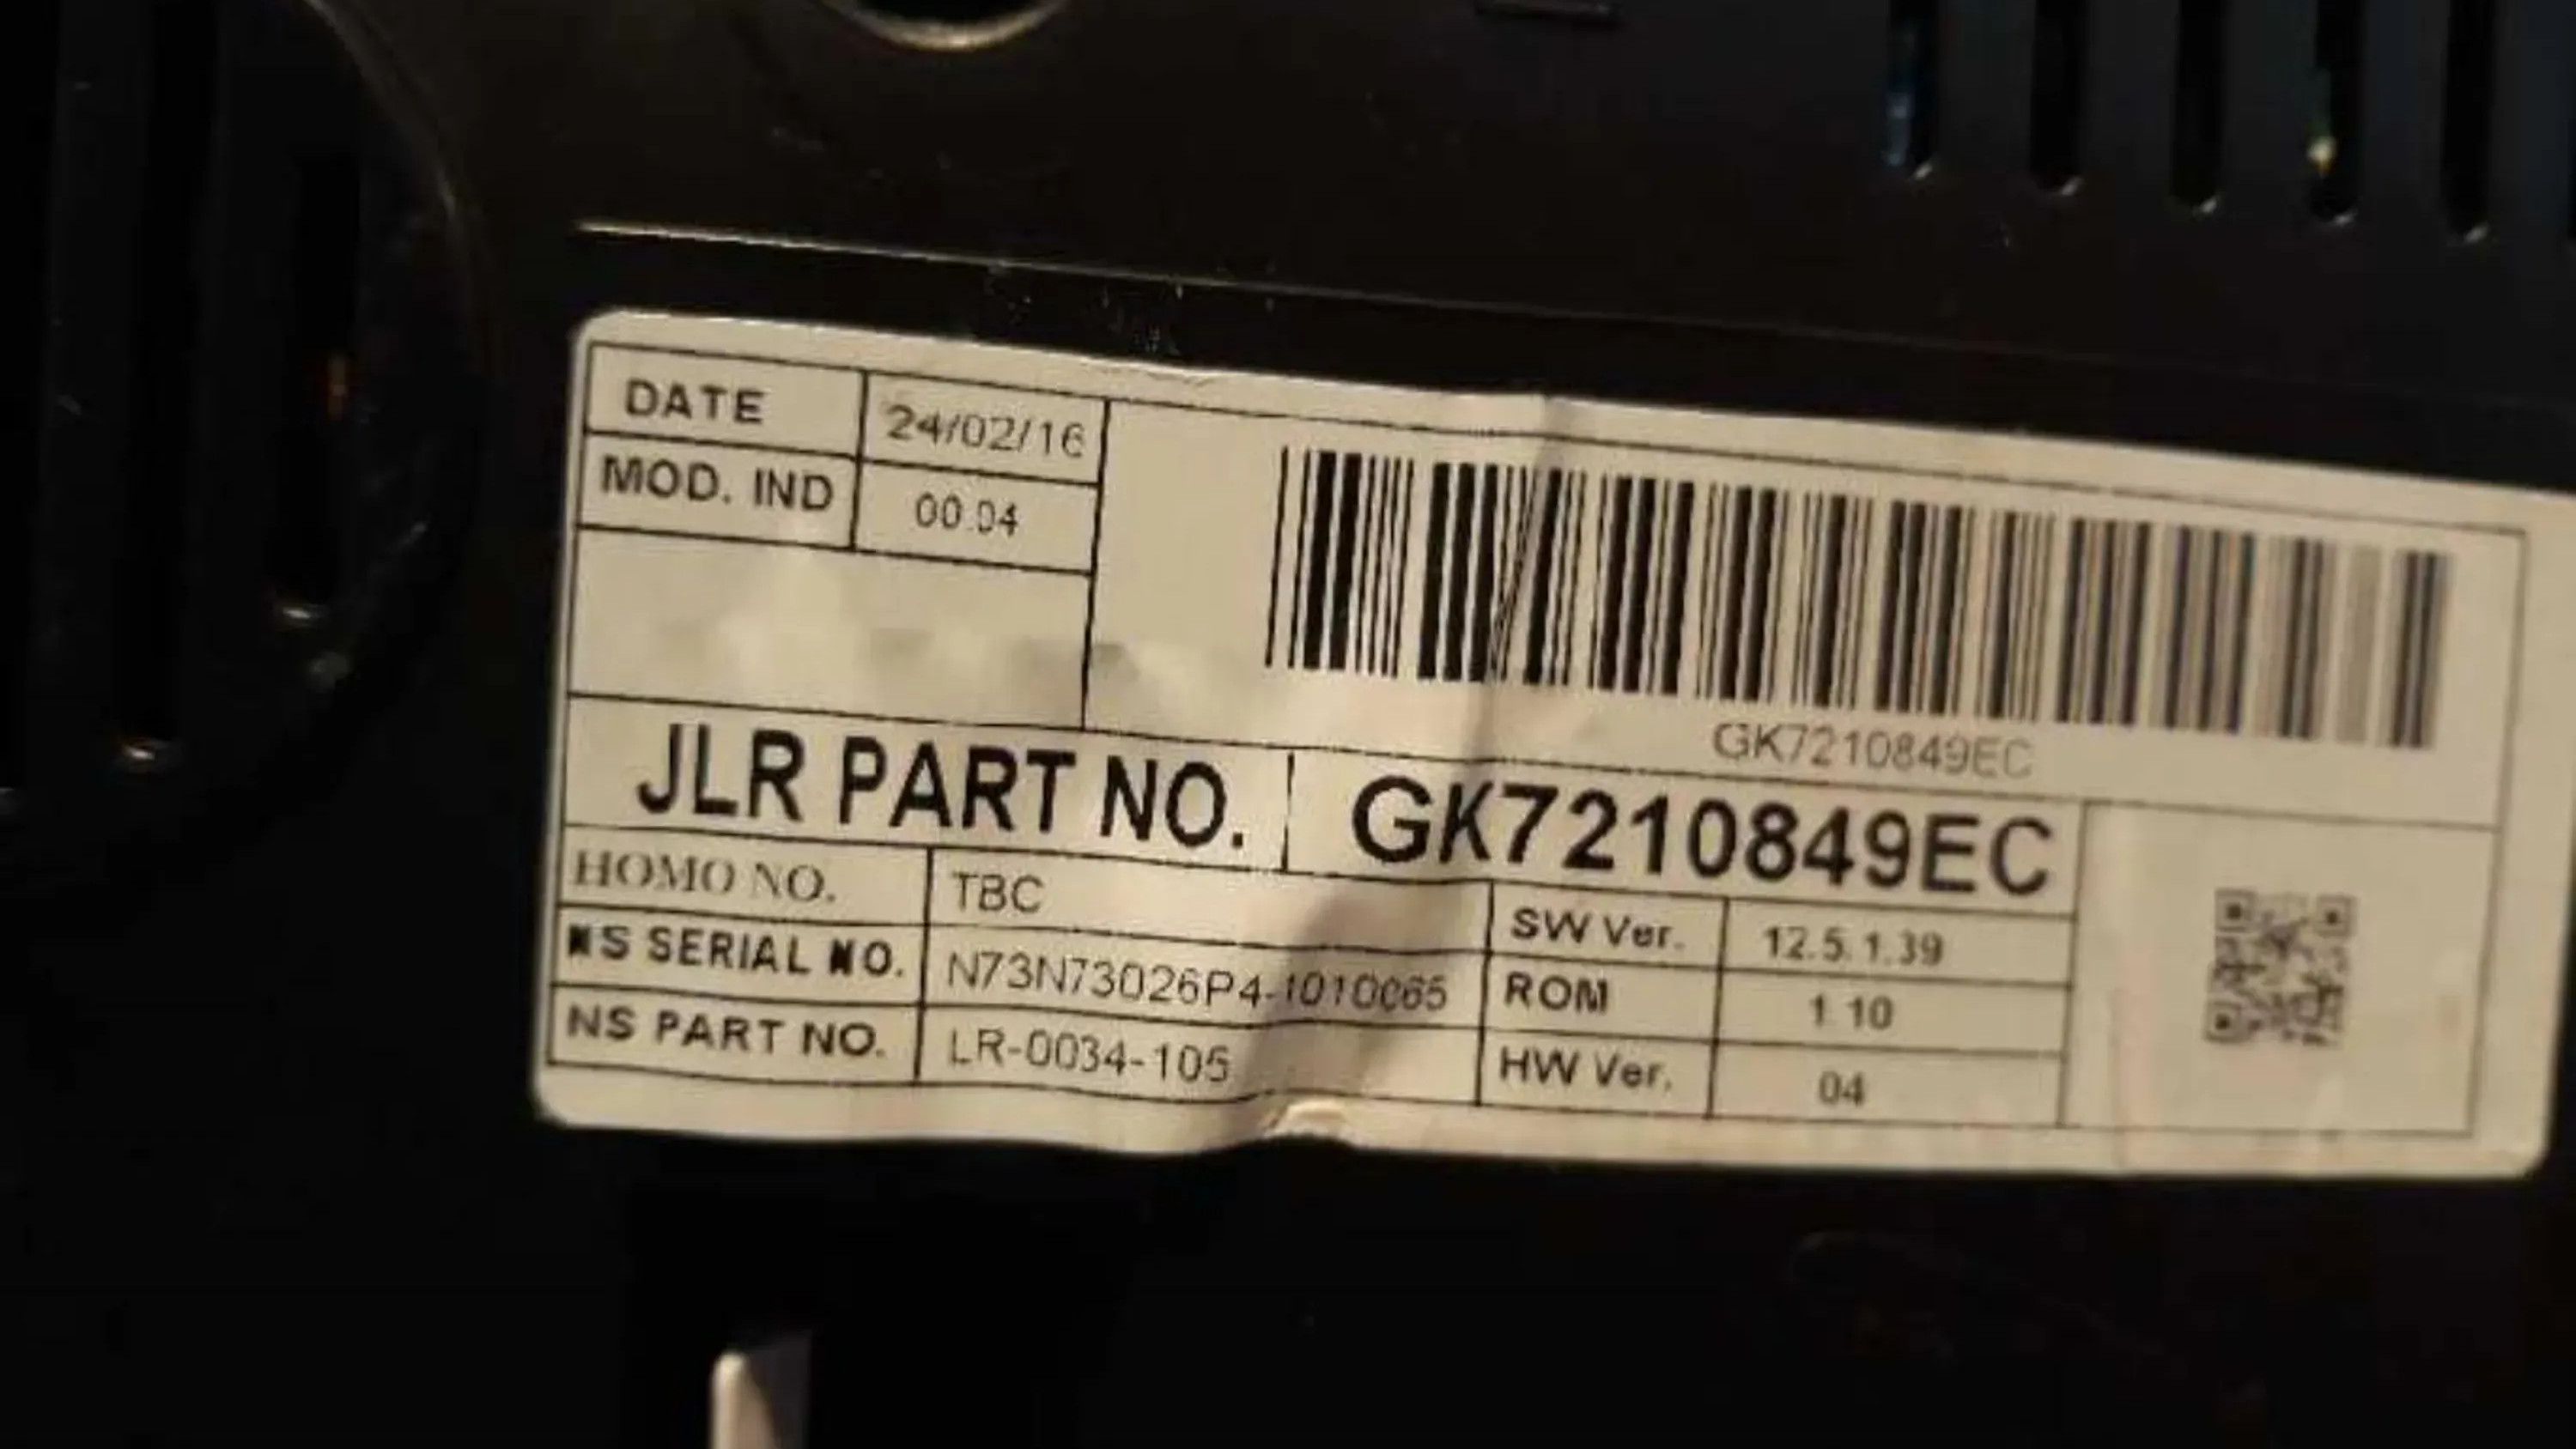 DATE 24/02/16
MOD. IND 00.04
GK7210849EC
JLR PART NO. GK7210849EC
HOMO NO. TBC
SW Ver. 12.5.1.39
NS SERIAL NO. N73N73026P4-1010065
ROM 1.10
NS PART NO. LR-0034-105
HW Ver. 04